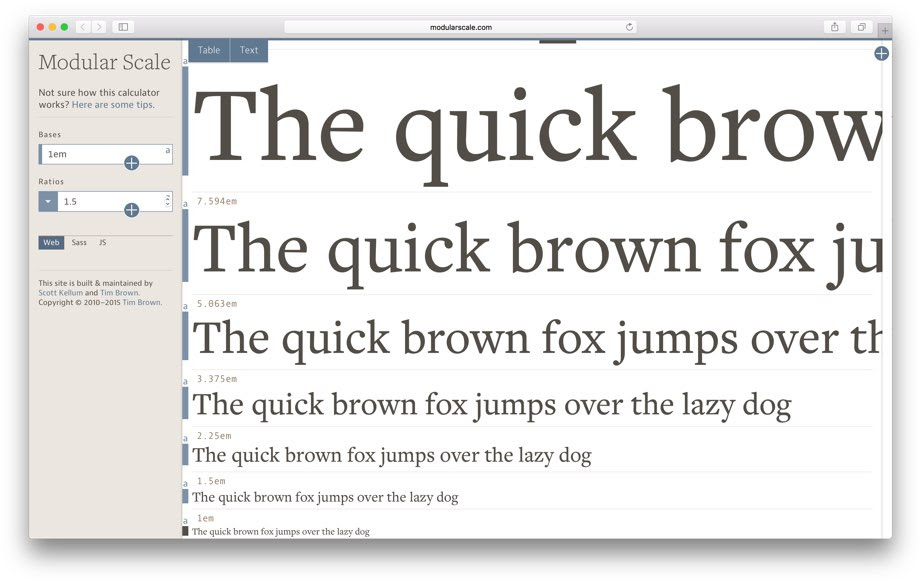 modularscale.com
Modular Scale
Not sure how this calculator
works? Here are some tips.
Bases
1em
a
Ratios
1.5
Web Sass JS
This site is built & maintained by
Scott Kellum and Tim Brown.
Copyright © 2010–2015 Tim Brown.
Table Text
a
The quick brow
a 7.594em
The quick brown fox ju
a 5.063em
The quick brown fox jumps over th
a 3.375em
The quick brown fox jumps over the lazy dog
a 2.25em
The quick brown fox jumps over the lazy dog
a 1.5em
The quick brown fox jumps over the lazy dog
a 1em
The quick brown fox jumps over the lazy dog